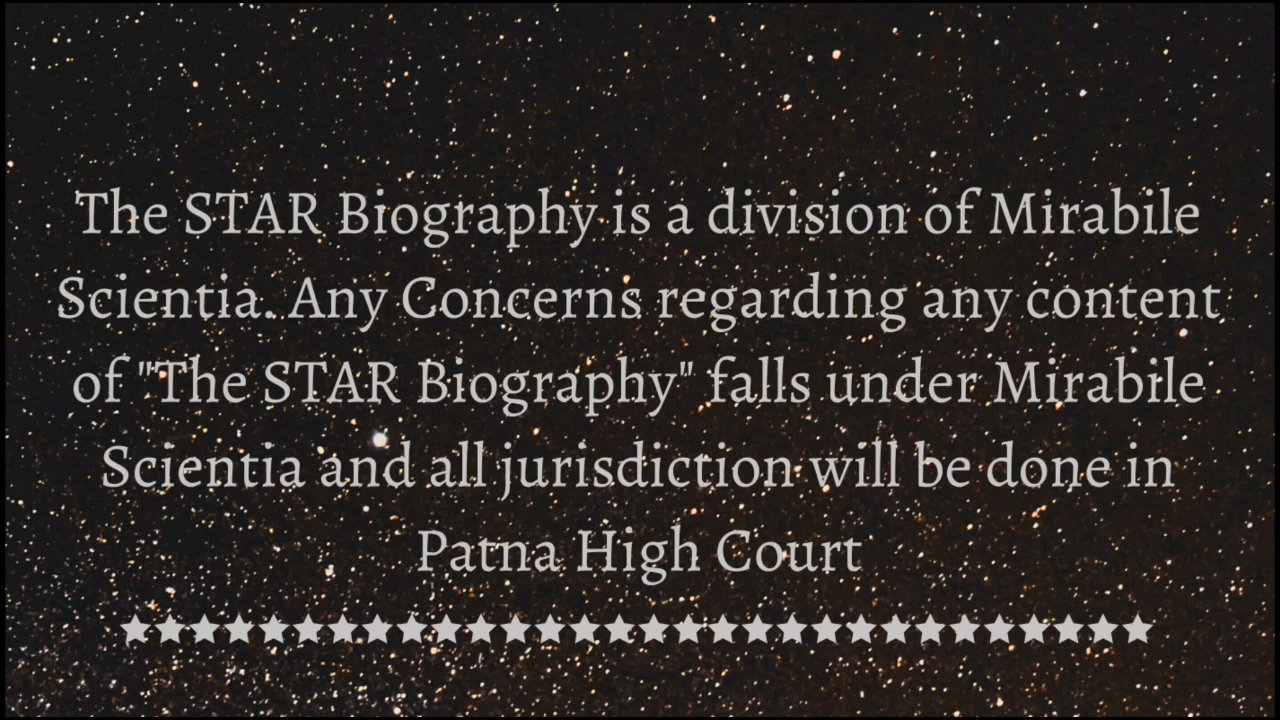 The STAR Biography is a division of Mirabile
Scientia. Any Concerns regarding any content
of "The STAR Biography" falls under Mirabile
Scientia and all jurisdiction will be done in
Patna High Court